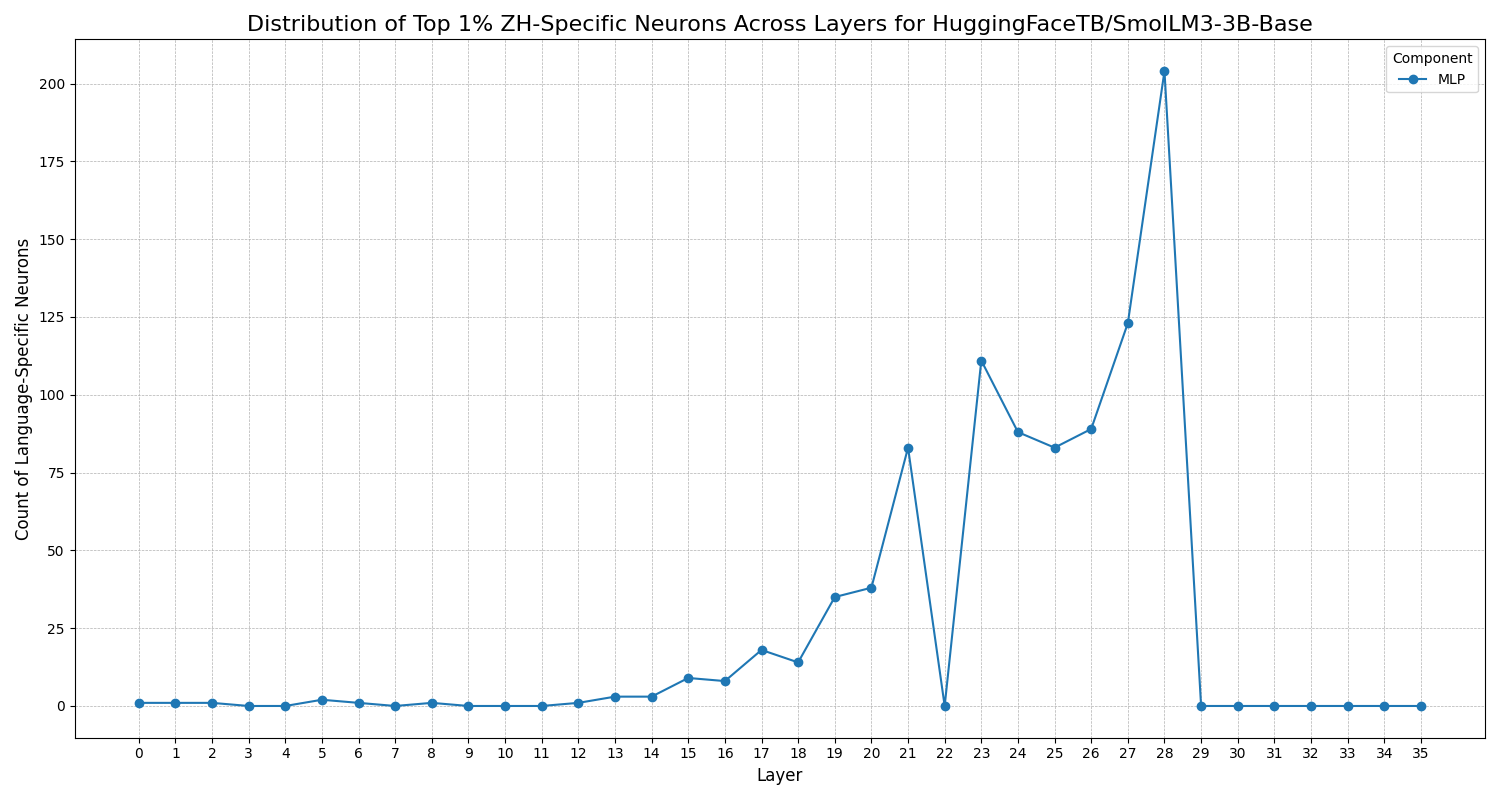 Distribution of Top 1% ZH-Specific Neurons Across Layers for HuggingFaceTB/SmolLM3-3B-Base
Component
MLP
Count of Language-Specific Neurons
200
175
150
125
100
75
50
25
0
0 1 2 3 4 5 6 7 8 9 10 11 12 13 14 15 16 17 18 19 20 21 22 23 24 25 26 27 28 29 30 31 32 33 34 35
Layer